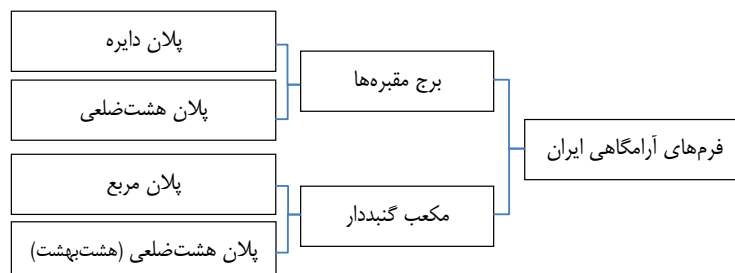 فرم‌های آرامگاهی ایران
برج مقبره‌ها
پلان دایره
پلان هشت‌ضلعی
مکعب گنبددار
پلان مربع
پلان هشت‌ضلعی (هشت‌بهشت)